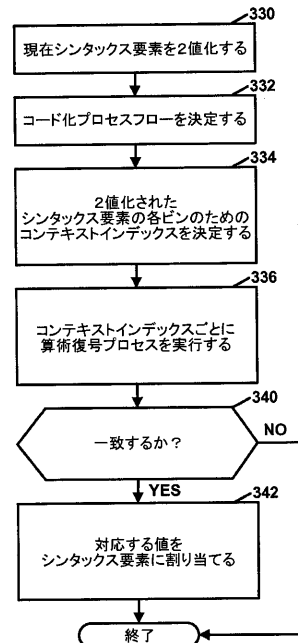 330
現在シンタックス要素を2値化する
332
コード化プロセスフローを決定する
334
2値化された
シンタックス要素の各ビンのための
コンテキストインデックスを決定する
336
コンテキストインデックスごとに
算術復号プロセスを実行する
340
一致するか？
NO
YES
342
対応する値を
シンタックス要素に割り当てる
終了